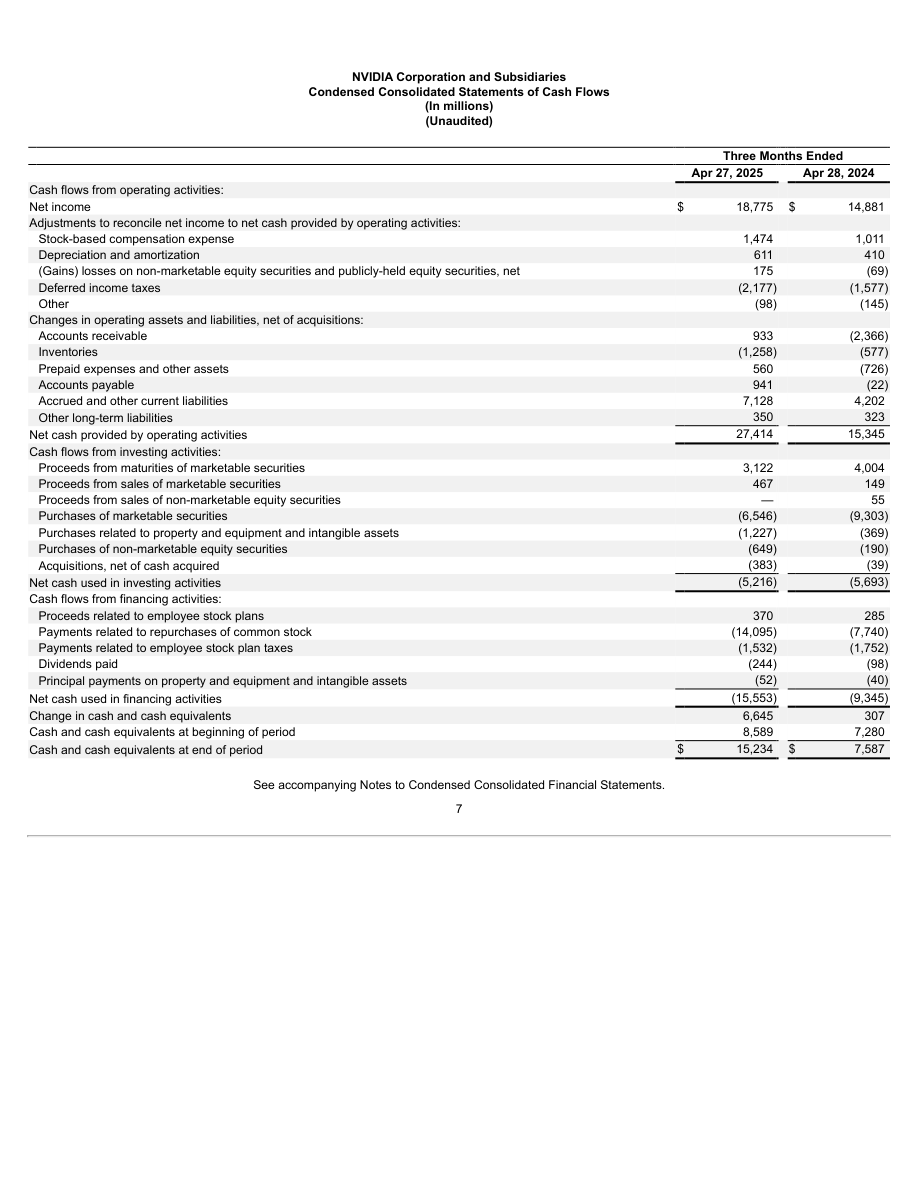 NVIDIA Corporation and Subsidiaries
Condensed Consolidated Statements of Cash Flows
(In millions)
(Unaudited)
Three Months Ended
Apr 27, 2025 Apr 28, 2024
Cash flows from operating activities:
Net income $ 18,775 $ 14,881
Adjustments to reconcile net income to net cash provided by operating activities:
Stock-based compensation expense 1,474 1,011
Depreciation and amortization 611 410
(Gains) losses on non-marketable equity securities and publicly-held equity securities, net 175 (69)
Deferred income taxes (2,177) (1,577)
Other (98) (145)
Changes in operating assets and liabilities, net of acquisitions:
Accounts receivable 933 (2,366)
Inventories (1,258) (577)
Prepaid expenses and other assets 560 (726)
Accounts payable 941 (22)
Accrued and other current liabilities 7,128 4,202
Other long-term liabilities 350 323
Net cash provided by operating activities 27,414 15,345
Cash flows from investing activities:
Proceeds from maturities of marketable securities 3,122 4,004
Proceeds from sales of marketable securities 467 149
Proceeds from sales of non-marketable equity securities — 55
Purchases of marketable securities (6,546) (9,303)
Purchases related to property and equipment and intangible assets (1,227) (369)
Purchases of non-marketable equity securities (649) (190)
Acquisitions, net of cash acquired (383) (39)
Net cash used in investing activities (5,216) (5,693)
Cash flows from financing activities:
Proceeds related to employee stock plans 370 285
Payments related to repurchases of common stock (14,095) (7,740)
Payments related to employee stock plan taxes (1,532) (1,752)
Dividends paid (244) (98)
Principal payments on property and equipment and intangible assets (52) (40)
Net cash used in financing activities (15,553) (9,345)
Change in cash and cash equivalents 6,645 307
Cash and cash equivalents at beginning of period 8,589 7,280
Cash and cash equivalents at end of period $ 15,234 $ 7,587
See accompanying Notes to Condensed Consolidated Financial Statements.
7